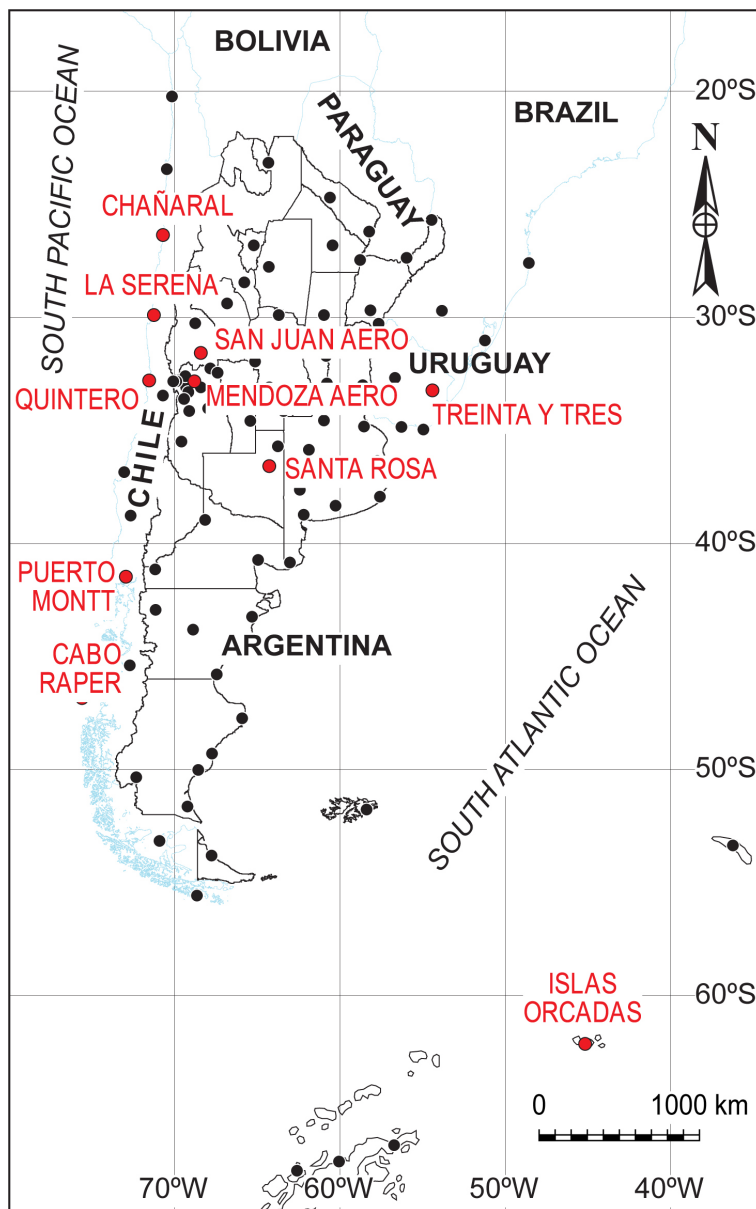 BOLIVIA
20ºS
SOUTH PACIFIC OCEAN
PARAGUAY
BRAZIL
N
CHAÑARAL
LA SERENA
30ºS
SAN JUAN AERO
URUGUAY
QUINTERO
MENDOZA AERO
TREINTA Y TRES
CHILE
SANTA ROSA
40ºS
PUERTO
MONTT
ARGENTINA
CABO
RAPER
SOUTH ATLANTIC OCEAN
50ºS
ISLAS
ORCADAS
60ºS
0 1000 km
70ºW 60ºW 50ºW 40ºW